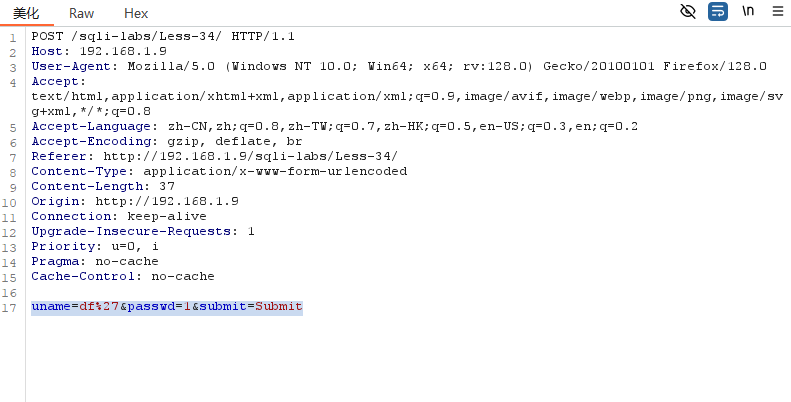 美化 Raw Hex \n
1 POST /sqli-labs/Less-34/ HTTP/1.1
2 Host: 192.168.1.9
3 User-Agent: Mozilla/5.0 (Windows NT 10.0; Win64; x64; rv:128.0) Gecko/20100101 Firefox/128.0
4 Accept:
text/html,application/xhtml+xml,application/xml;q=0.9,image/avif,image/webp,image/png,image/sv
g+xml,*/*;q=0.8
5 Accept-Language: zh-CN,zh;q=0.8,zh-TW;q=0.7,zh-HK;q=0.5,en-US;q=0.3,en;q=0.2
6 Accept-Encoding: gzip, deflate, br
7 Referer: http://192.168.1.9/sqli-labs/Less-34/
8 Content-Type: application/x-www-form-urlencoded
9 Content-Length: 37
10 Origin: http://192.168.1.9
11 Connection: keep-alive
12 Upgrade-Insecure-Requests: 1
13 Priority: u=0, i
14 Pragma: no-cache
15 Cache-Control: no-cache
16
17 uname=df%27&passwd=1&submit=Submit